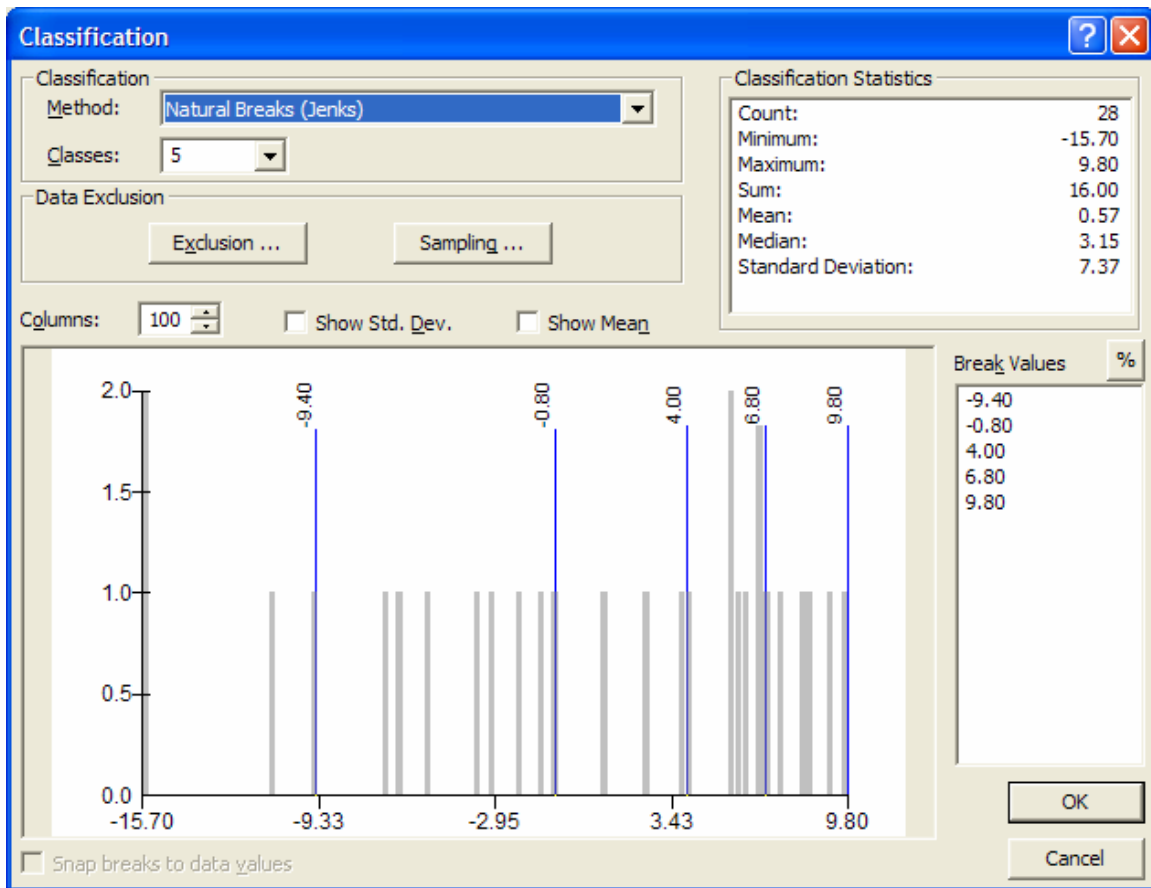 Classification
Classification
Method: Natural Breaks (Jenks)
Classes: 5
Data Exclusion
Exclusion ...
Sampling ...
Classification Statistics
Count: 28
Minimum: -15.70
Maximum: 9.80
Sum: 16.00
Mean: 0.57
Median: 3.15
Standard Deviation: 7.37
Columns: 100 Show Std. Dev. Show Mean
Break Values %
-9.40
-0.80
4.00
6.80
9.80
-9.40 -0.80 4.00 6.80 9.80
2.0
1.5
1.0
0.5
0.0
-15.70 -9.33 -2.95 3.43 9.80
OK
Snap breaks to data values
Cancel